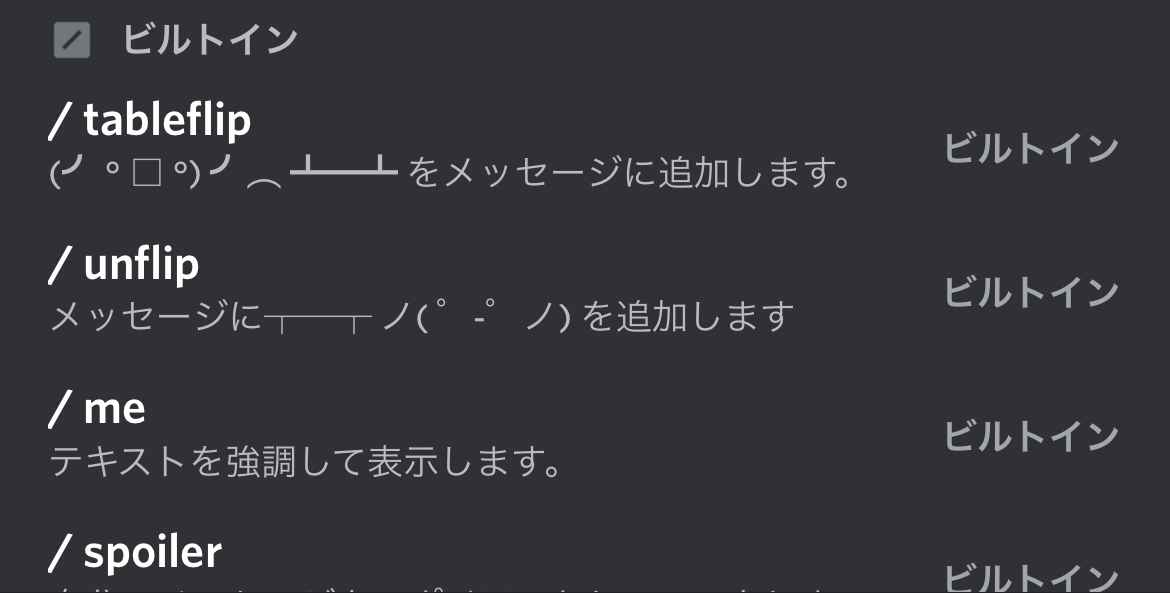 ビルトイン
/ tableflip
(╯°□°)╯︵ ┻━┻ をメッセージに追加します。
ビルトイン
/ unflip
メッセージに┬─┬ ノ( ゜-゜ノ) を追加します
ビルトイン
/ me
テキストを強調して表示します。
ビルトイン
/ spoiler
ビルトイン